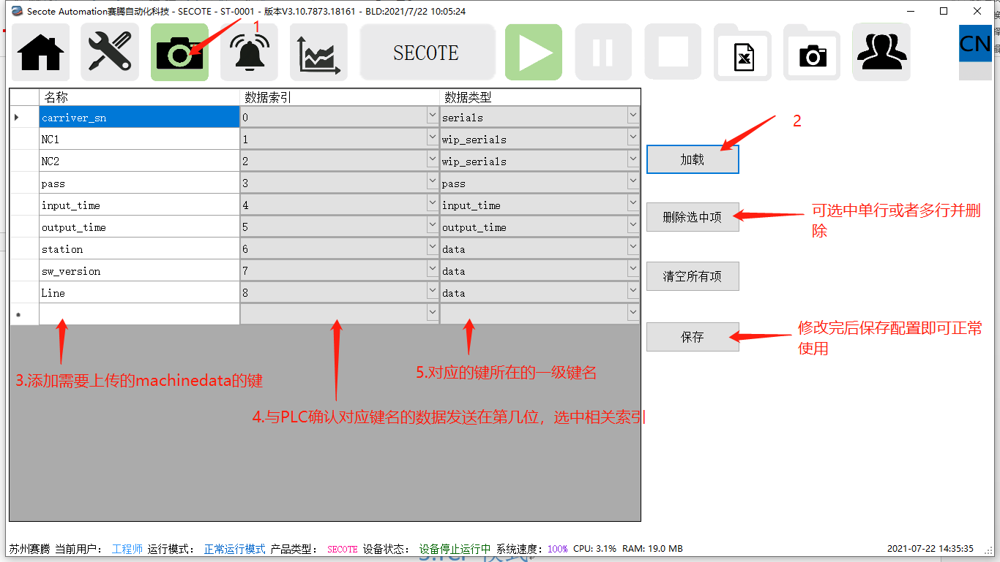 Secote Automation赛腾自动化科技 - SECOTE - ST-0001 - 版本V3.10.7873.18161 - BLD:2021/7/22 10:05:24
1
SECOTE
CN
名称 数据索引 数据类型
carriver_sn 0 serials
NC1 1 wip_serials
NC2 2 wip_serials
pass 3 pass
input_time 4 input_time
output_time 5 output_time
station 6 data
sw_version 7 data
Line 8 data
2
加载
删除选中项
可选中单行或者多行并删
除
清空所有项
保存
修改完后保存配置即可正常
使用
3.添加需要上传的machinedata的键
5.对应的键所在的一级键名
4.与PLC确认对应键名的数据发送在第几位，选中相关索引
苏州赛腾 当前用户： 工程师 运行模式： 正常运行模式 产品类型： SECOTE 设备状态： 设备停止运行中 系统速度：100% CPU: 3.1% RAM: 19.0 MB 2021-07-22 14:35:35